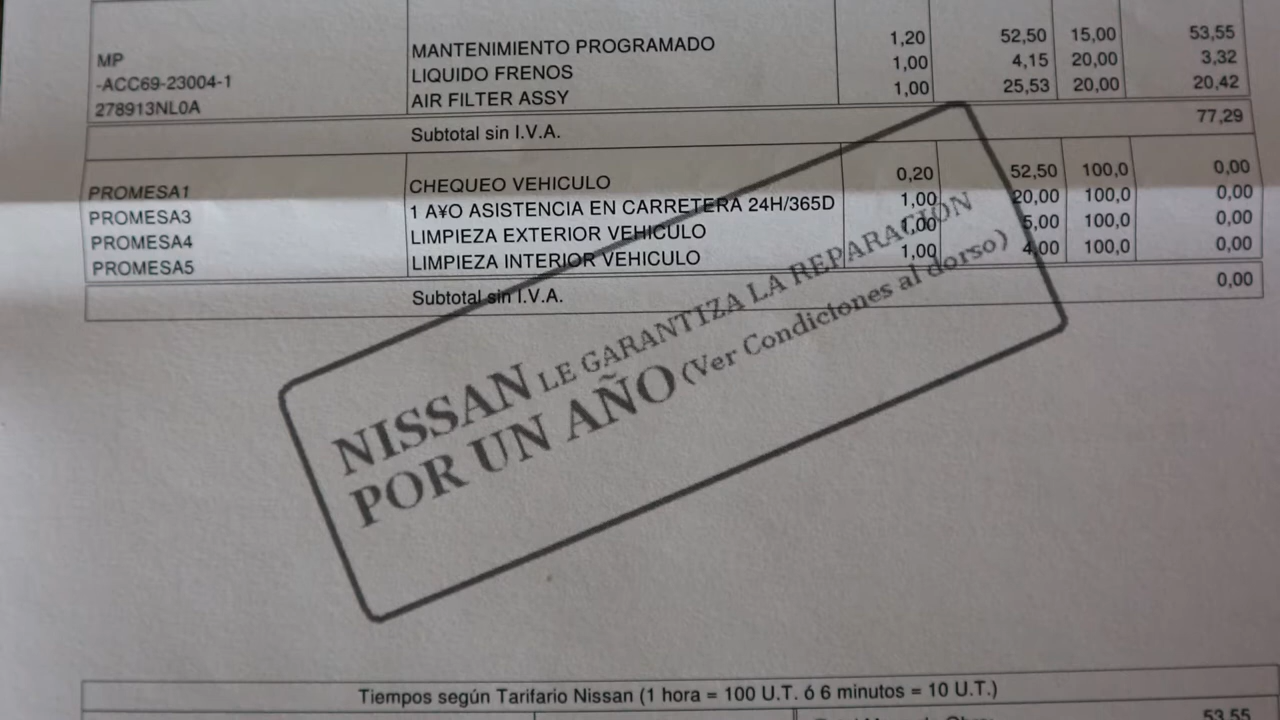 MP MANTENIMIENTO PROGRAMADO 1,20 52,50 15,00 53,55
-ACC69-23004-1 LIQUIDO FRENOS 1,00 4,15 20,00 3,32
278913NL0A AIR FILTER ASSY 1,00 25,53 20,00 20,42
Subtotal sin I.V.A. 77,29
PROMESA1 CHEQUEO VEHICULO 0,20 52,50 100,0 0,00
PROMESA3 1 A¥O ASISTENCIA EN CARRETERA 24H/365D 1,00 20,00 100,0 0,00
PROMESA4 LIMPIEZA EXTERIOR VEHICULO 1,00 5,00 100,0 0,00
PROMESA5 LIMPIEZA INTERIOR VEHICULO 1,00 4,00 100,0 0,00
Subtotal sin I.V.A. 0,00
NISSAN LE GARANTIZA LA REPARACIÓN
POR UN AÑO (Ver Condiciones al dorso)
Tiempos según Tarifario Nissan (1 hora = 100 U.T. ó 6 minutos = 10 U.T.)
53,55